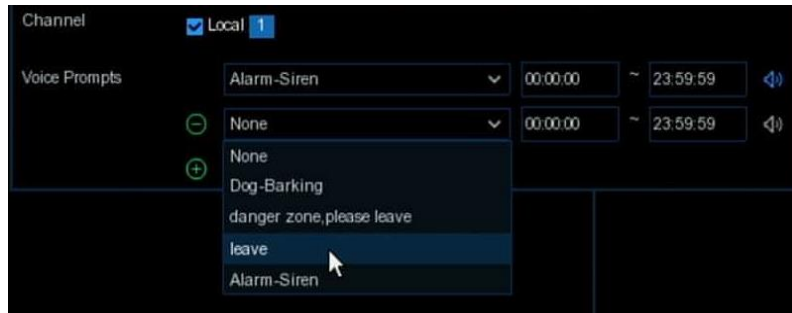 Channel Local 1
Voice Prompts Alarm-Siren 00:00:00 ~ 23:59:59
None 00:00:00 ~ 23:59:59
None
Dog-Barking
danger zone,please leave
leave
Alarm-Siren